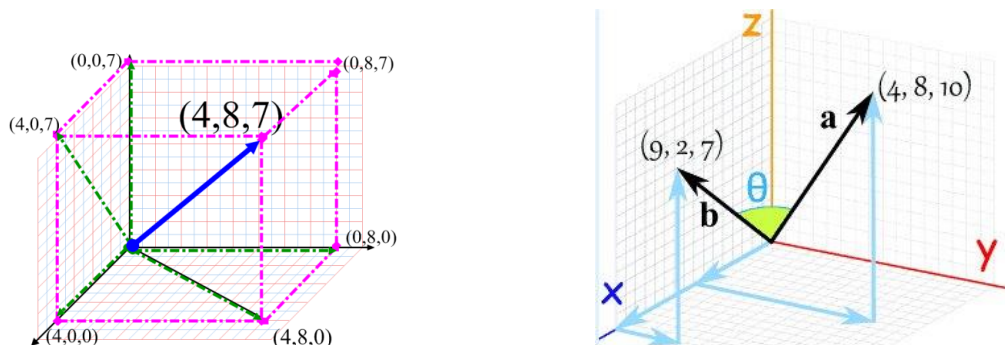 (0,0,7)
(0,8,7)
(4,8,7)
(4,0,7)
(0,8,0)
(4,0,0)
(4,8,0)
z
(4, 8, 10)
a
(9, 2, 7)
θ
b
y
x